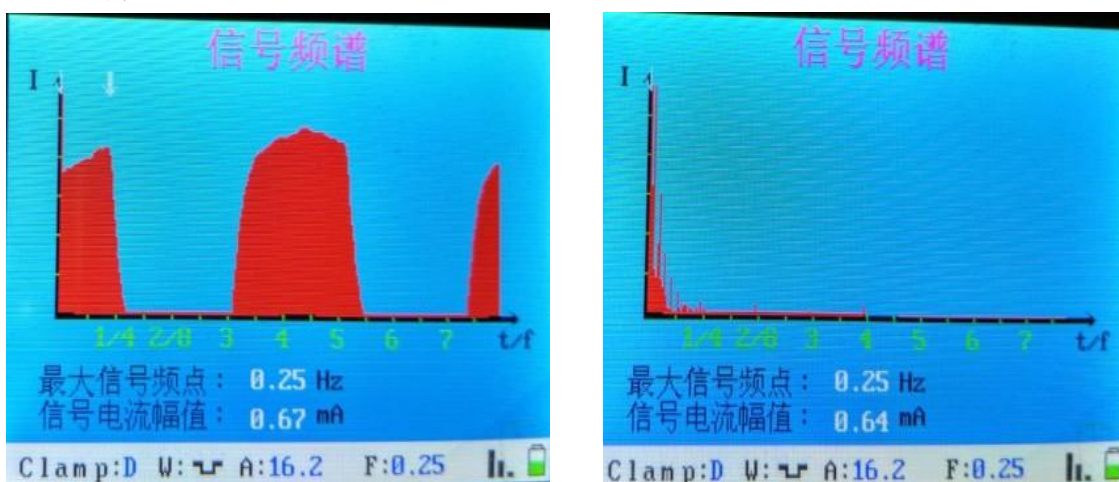 信号频谱
I
1/4 2/8 3 4 5 6 7 t/f
最大信号频点： 0.25 Hz
信号电流幅值： 0.67 mA
Clamp:D W: A:16.2 F:0.25
信号频谱
I
1/4 2/8 3 4 5 6 7 t/f
最大信号频点： 0.25 Hz
信号电流幅值： 0.64 mA
Clamp:D W: A:16.2 F:0.25